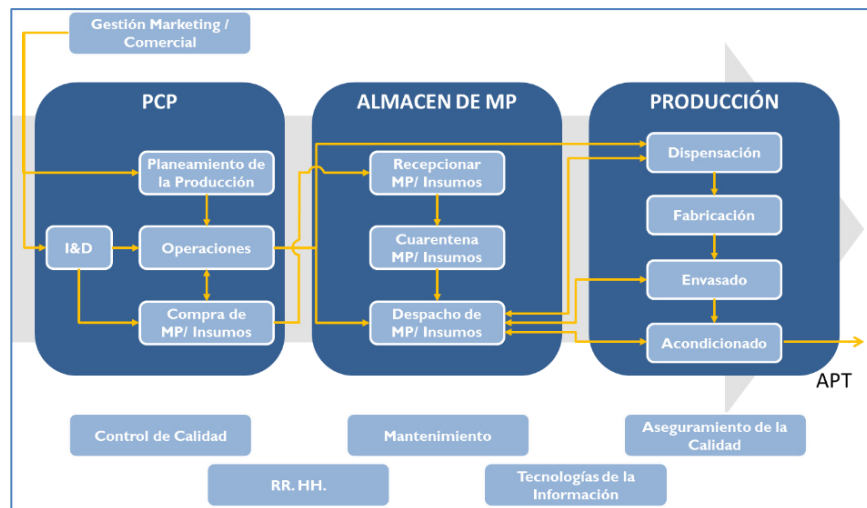 Gestión Marketing /
Comercial
PCP
Planeamiento de
la Producción
I&D
Operaciones
Compra de
MP/ Insumos
ALMACEN DE MP
Recepcionar
MP/ Insumos
Cuarentena
MP/ Insumos
Despacho de
MP/ Insumos
PRODUCCIÓN
Dispensación
Fabricación
Envasado
Acondicionado
APT
Control de Calidad
Mantenimiento
Aseguramiento de la
Calidad
RR. HH.
Tecnologías de la
Información